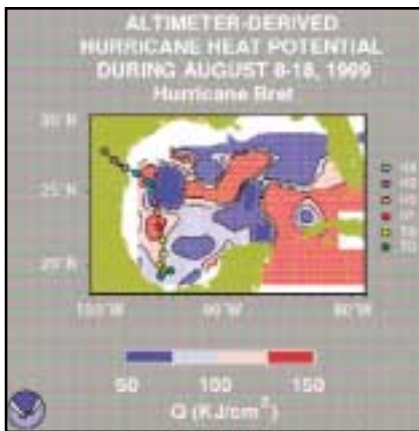 ALTIMETER-DERIVED
HURRICANE HEAT POTENTIAL
DURING AUGUST 8-18, 1999
Hurricane Bret
30°N
25°N
20°N
100°W 90°W 80°W
50 100 150
Q (KJ/cm²)